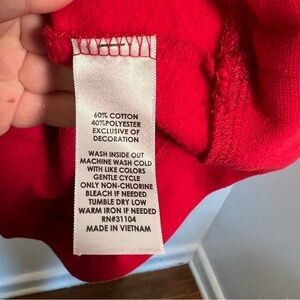 60% COTTON
40%POLYESTER
EXCLUSIVE OF
DECORATION
WASH INSIDE OUT
MACHINE WASH COLD
WITH LIKE COLORS
GENTLE CYCLE
ONLY NON-CHLORINE
BLEACH IF NEEDED
TUMBLE DRY LOW
WARM IRON IF NEEDED
RN#31104
MADE IN VIETNAM